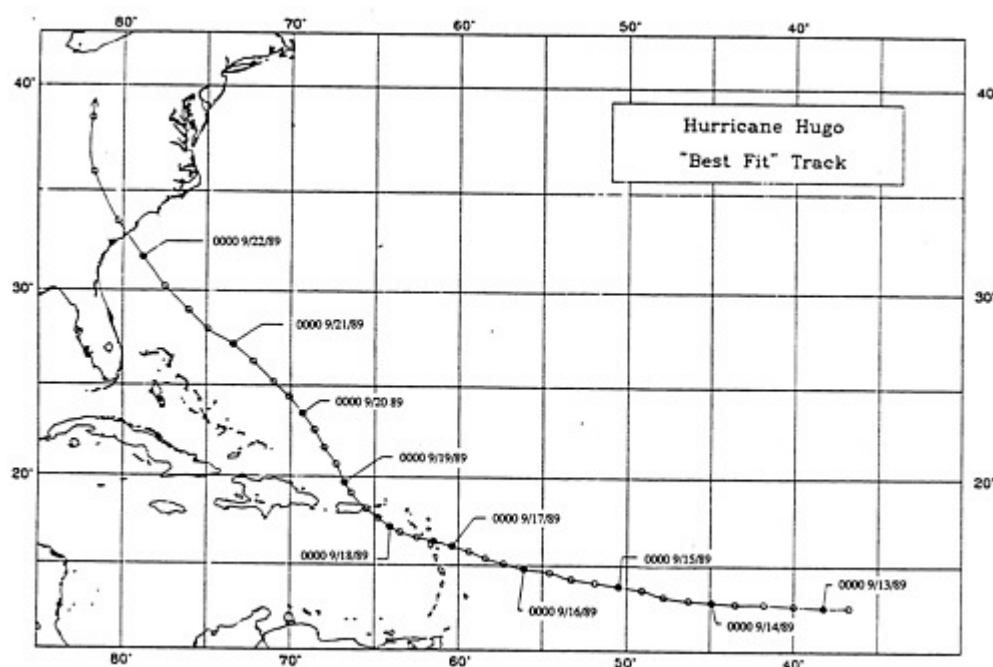 80° 70° 60° 50° 40°
40° 40°
Hurricane Hugo
"Best Fit" Track
0000 9/22/89
30° 30°
0000 9/21/89
0000 9/20 89
0000 9/19/89
20° 20°
0000 9/17/89
0000 9/18/89
0000 9/15/89
0000 9/16/89
0000 9/13/89
0000 9/14/89
80° 70° 60° 50° 40°